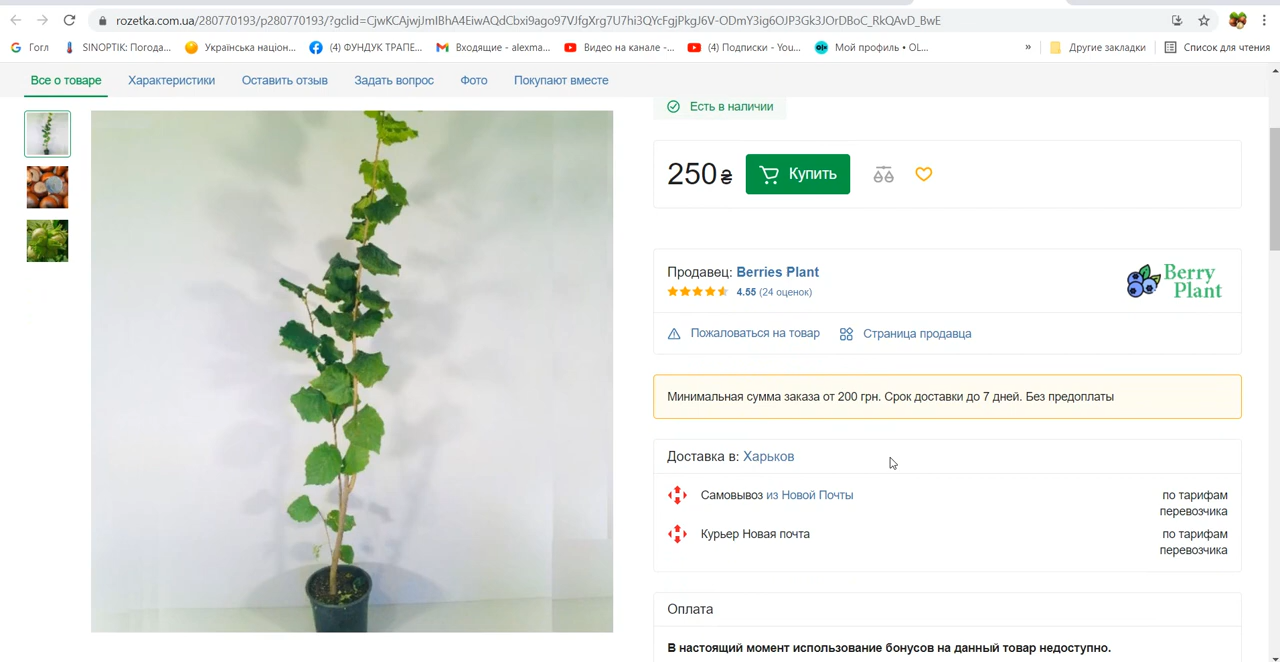 rozetka.com.ua/280770193/p280770193/?gclid=CjwKCAjwjJmIBhA4EiwAQdCbxi9ago97VJfgXrg7U7hi3QYcFgjPkgJ6V-ODmY3ig6OJP3Gk3JOrDBoC_RkQAvD_BwE
Гогл SINOPTIK: Погода... Українська націон... (4) ФУНДУК ТРАПЕ... Входящие - alexma... Видео на канале -... (4) Подписки - You... Мой профиль • OL... » Другие закладки Список для чтения
Все о товаре Характеристики Оставить отзыв Задать вопрос Фото Покупают вместе
Есть в наличии
250 ₴ Купить
Продавец: Berries Plant
4.55 (24 оценок)
Berry
Plant
Пожаловаться на товар Страница продавца
Минимальная сумма заказа от 200 грн. Срок доставки до 7 дней. Без предоплаты
Доставка в: Харьков
Самовывоз из Новой Почты по тарифам
перевозчика
Курьер Новая почта по тарифам
перевозчика
Оплата
В настоящий момент использование бонусов на данный товар недоступно.